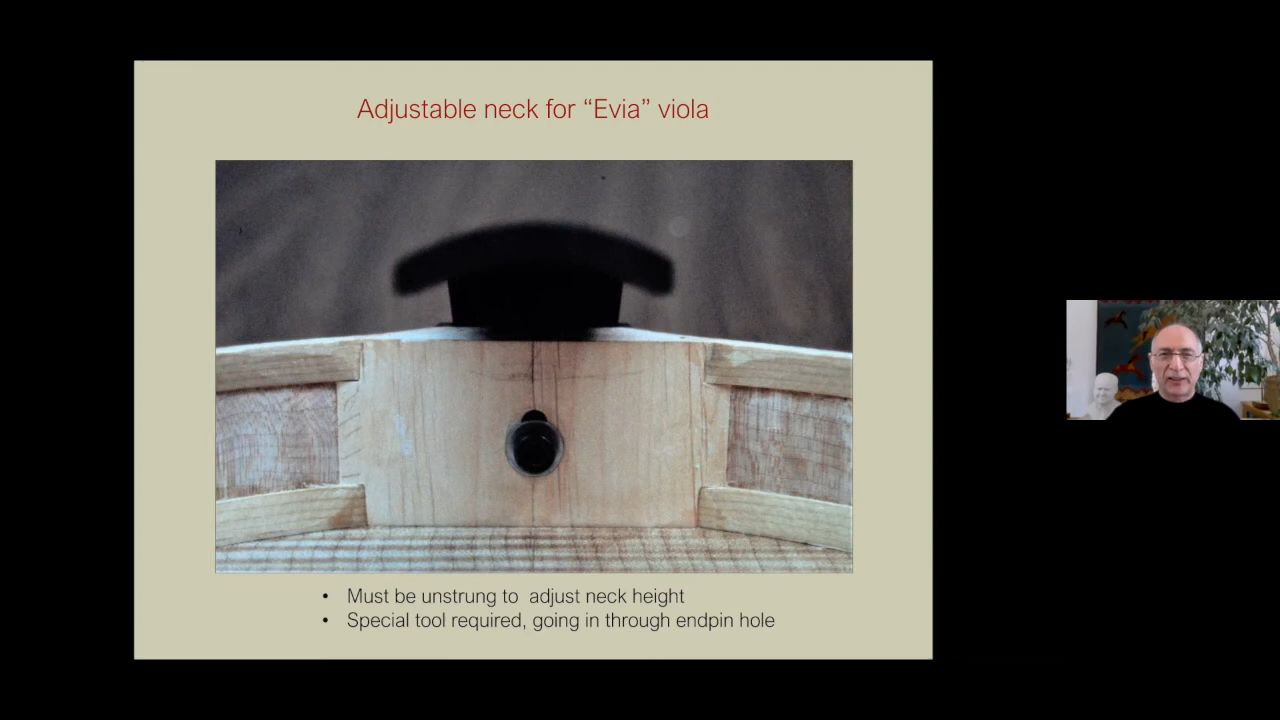 Adjustable neck for “Evia” viola
• Must be unstrung to  adjust neck height
• Special tool required, going in through endpin hole